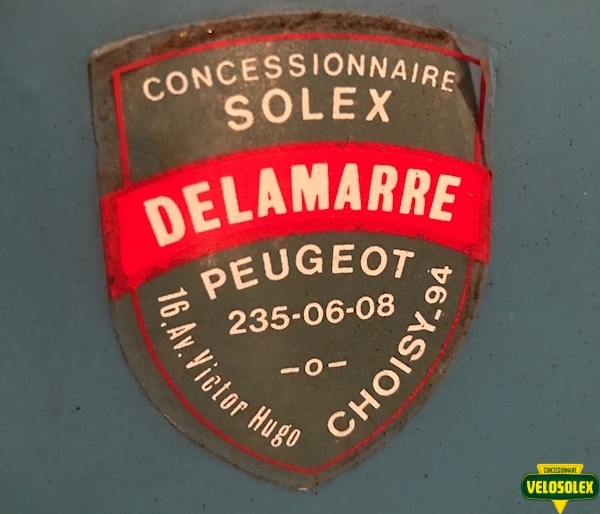 CONCESSIONNAIRE
SOLEX
DELAMARRE
PEUGEOT
235-06-08
-o-
16.Av.Victor Hugo
CHOISY-94
CONCESSIONNAIRE
VELOSOLEX